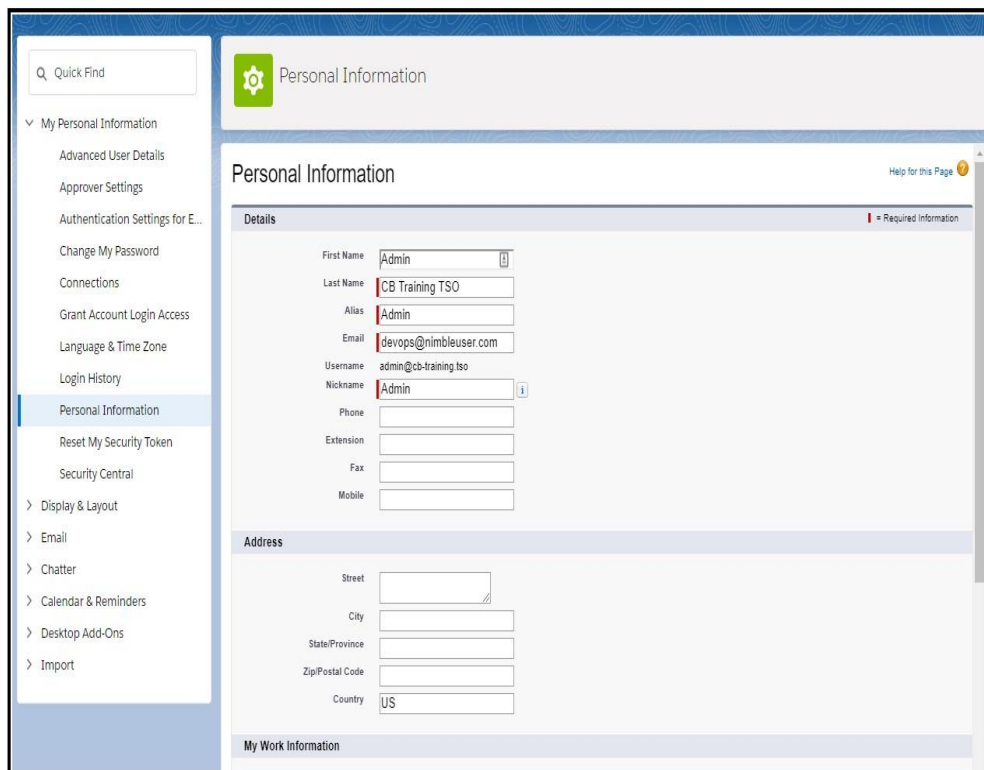 Quick Find
My Personal Information
Advanced User Details
Approver Settings
Authentication Settings for E...
Change My Password
Connections
Grant Account Login Access
Language & Time Zone
Login History
Personal Information
Reset My Security Token
Security Central
Display & Layout
Email
Chatter
Calendar & Reminders
Desktop Add-Ons
Import
Personal Information
Personal Information
Help for this Page
Details
= Required Information
First Name Admin
Last Name CB Training TSO
Alias Admin
Email devops@nimbleuser.com
Username admin@cb-training.tso
Nickname Admin
Phone
Extension
Fax
Mobile
Address
Street
City
State/Province
Zip/Postal Code
Country US
My Work Information